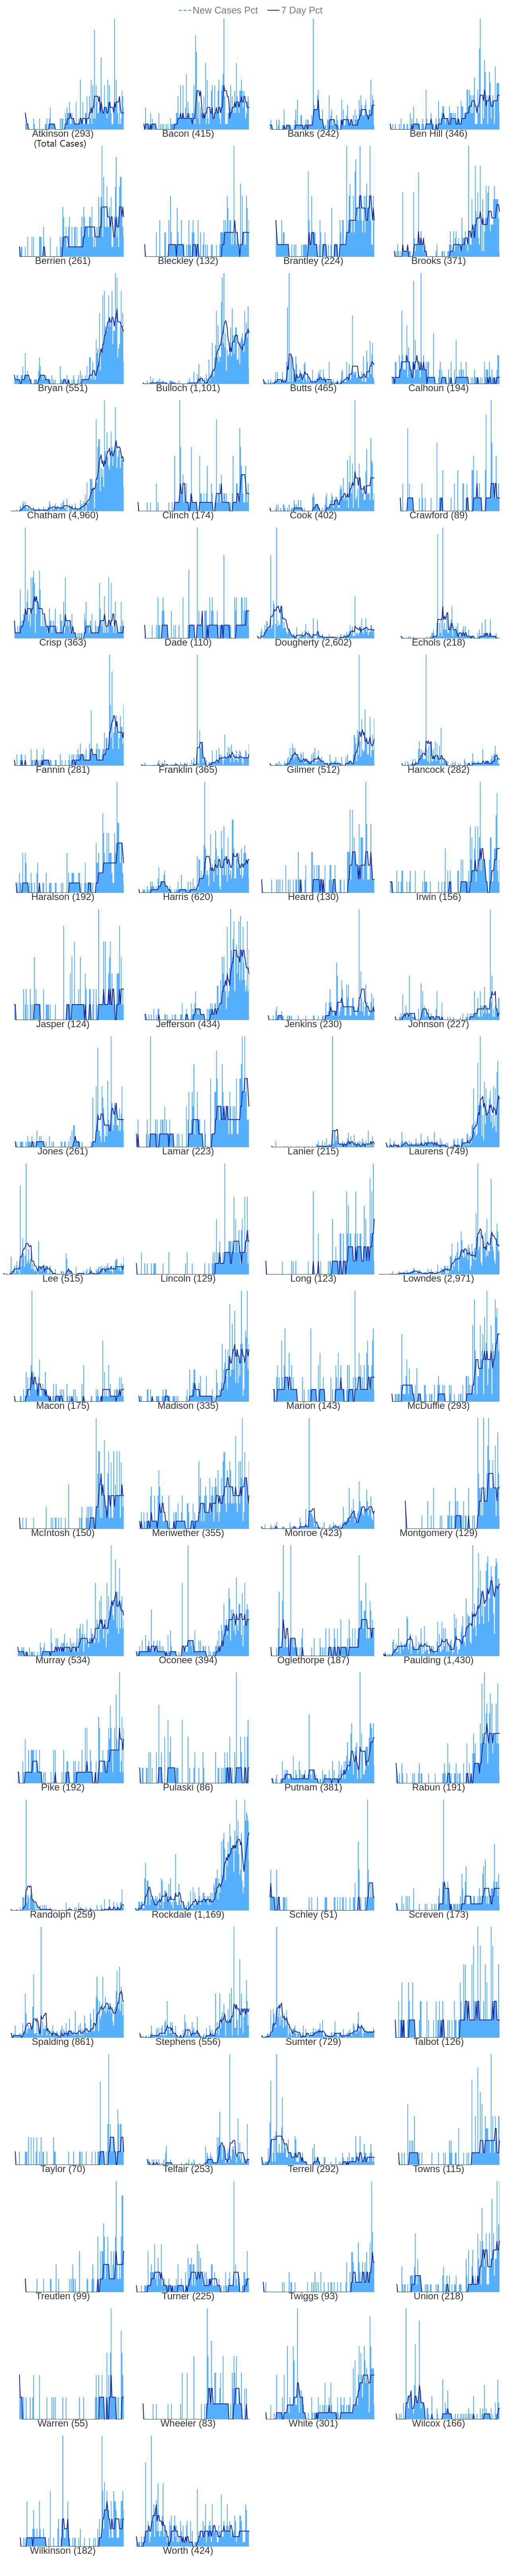 New Cases Pct 7 Day Pct
Atkinson (293) Bacon (415) Banks (242) Ben Hill (346)
(Total Cases)
Berrien (261) Bleckley (132) Brantley (224) Brooks (371)
Bryan (551) Bulloch (1,101) Butts (465) Calhoun (194)
Chatham (4,960) Clinch (174) Cook (402) Crawford (89)
Crisp (363) Dade (110) Dougherty (2,602) Echols (218)
Fannin (281) Franklin (365) Gilmer (512) Hancock (282)
Haralson (192) Harris (620) Heard (130) Irwin (156)
Jasper (124) Jefferson (434) Jenkins (230) Johnson (227)
Jones (261) Lamar (223) Lanier (215) Laurens (749)
Lee (515) Lincoln (129) Long (123) Lowndes (2,971)
Macon (175) Madison (335) Marion (143) McDuffie (293)
McIntosh (150) Meriwether (355) Monroe (423) Montgomery (129)
Murray (534) Oconee (394) Oglethorpe (187) Paulding (1,430)
Pike (192) Pulaski (86) Putnam (381) Rabun (191)
Randolph (259) Rockdale (1,169) Schley (51) Screven (173)
Spalding (861) Stephens (556) Sumter (729) Talbot (126)
Taylor (70) Telfair (253) Terrell (292) Towns (115)
Treutlen (99) Turner (225) Twiggs (93) Union (218)
Warren (55) Wheeler (83) White (301) Wilcox (166)
Wilkinson (182) Worth (424)